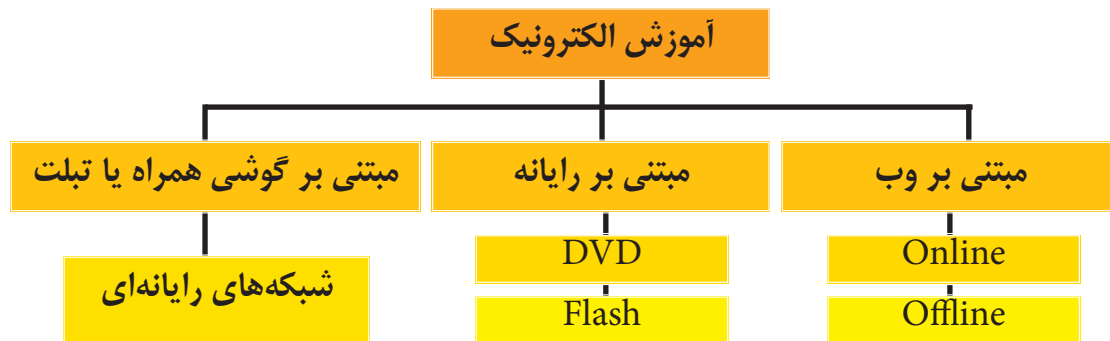 آموزش الکترونیک
مبتنی بر وب
مبتنی بر رایانه
مبتنی بر گوشی همراه یا تبلت
Online
DVD
شبکه‌های رایانه‌ای
Offline
Flash